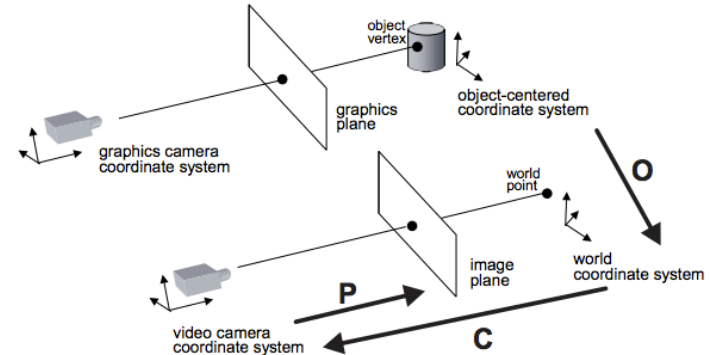 object
vertex
graphics
plane
object-centered
coordinate system
graphics camera
coordinate system
world
point
O
image
plane
world
coordinate system
P
C
video camera
coordinate system